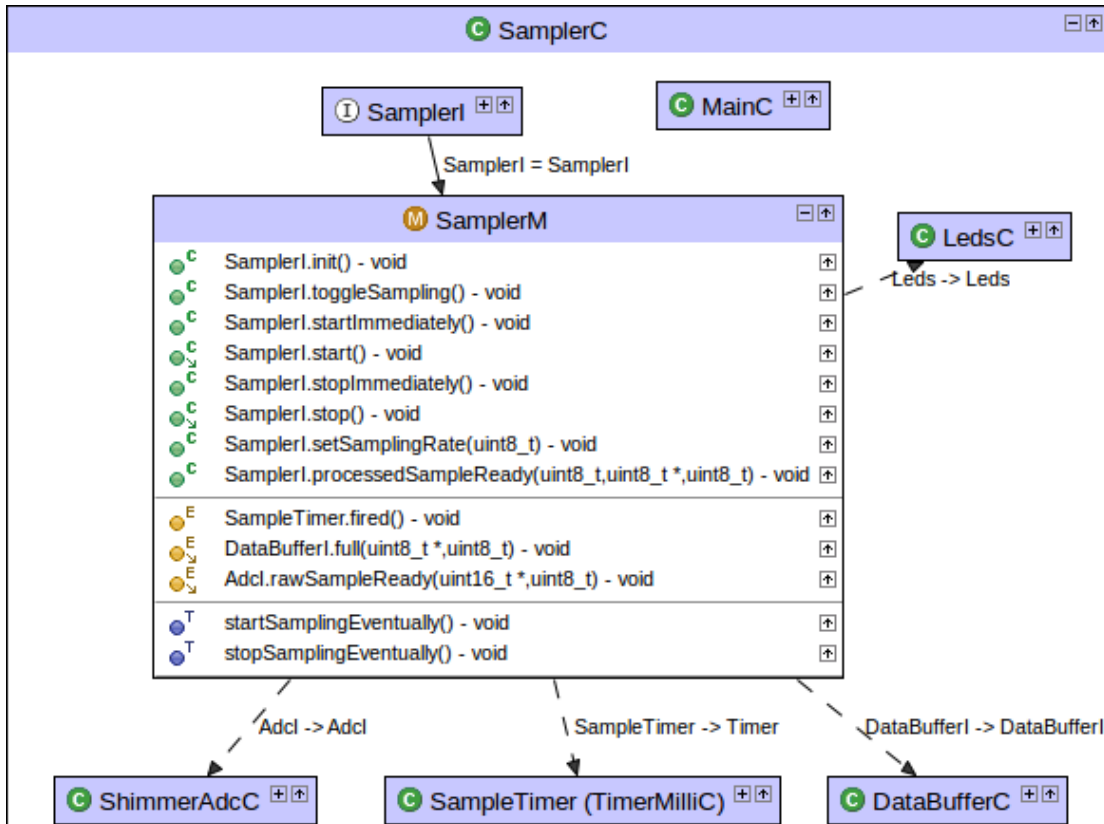 C SamplerC
I SamplerI
C MainC
SamplerI = SamplerI
M SamplerM
C LedsC
Leds -> Leds
C SamplerI.init() - void
C SamplerI.toggleSampling() - void
C SamplerI.startImmediately() - void
C SamplerI.start() - void
C SamplerI.stopImmediately() - void
C SamplerI.stop() - void
C SamplerI.setSamplingRate(uint8_t) - void
C SamplerI.processedSampleReady(uint8_t,uint8_t *,uint8_t) - void
E SampleTimer.fired() - void
E DataBufferI.full(uint8_t *,uint8_t) - void
E AdcI.rawSampleReady(uint16_t *,uint8_t) - void
T startSamplingEventually() - void
T stopSamplingEventually() - void
AdcI -> AdcI
SampleTimer -> Timer
DataBufferI -> DataBufferI
C ShimmerAdcC
C SampleTimer (TimerMilliC)
C DataBufferC